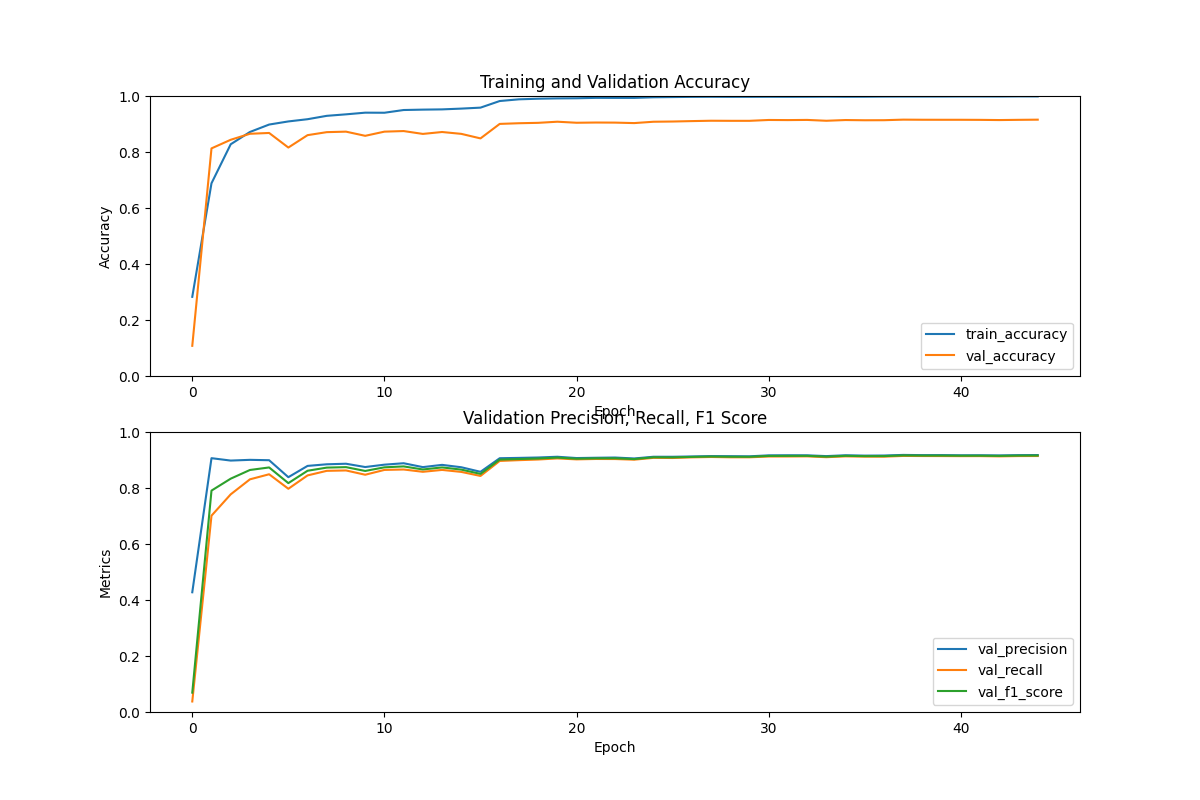 Training and Validation Accuracy
1.0
0.8
0.6
0.4
0.2
0.0
Accuracy
train_accuracy
val_accuracy
0 10 20 30 40
Epoch
Validation Precision, Recall, F1 Score
1.0
0.8
0.6
0.4
0.2
0.0
Metrics
val_precision
val_recall
val_f1_score
0 10 20 30 40
Epoch